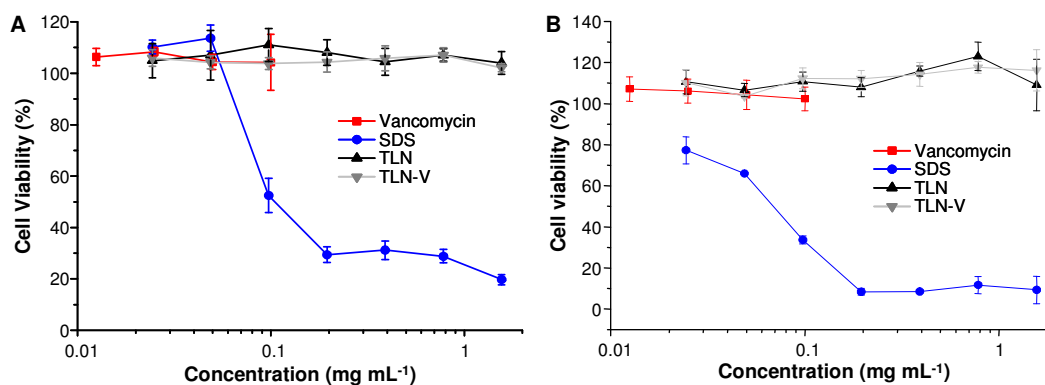 A
Cell Viability (%)
120
100
80
60
40
20
0
Vancomycin
SDS
TLN
TLN-V
0.01
0.1
1
Concentration (mg mL⁻¹)
B
Cell viability (%)
140
120
100
80
60
40
20
0
Vancomycin
SDS
TLN
TLN-V
0.01
0.1
1
Concentration (mg mL⁻¹)